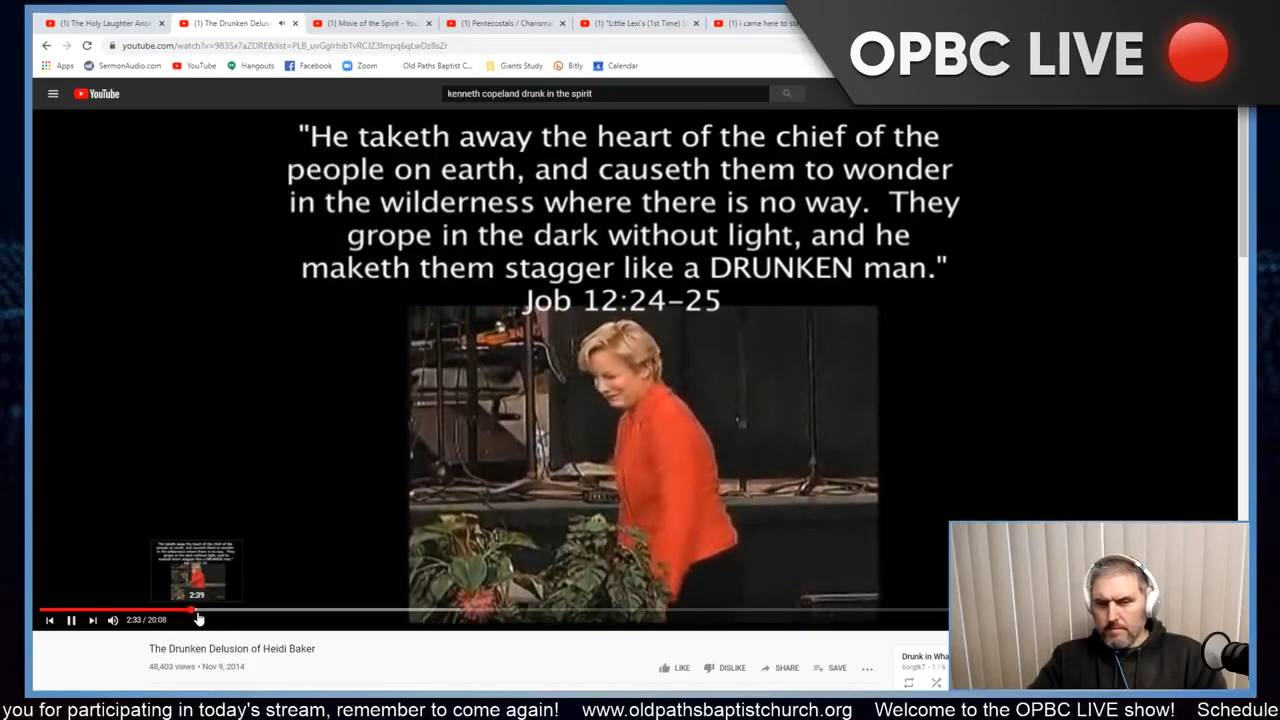 (1) The Holy Laughter Ano
(1) The Drunken Delus
(1) Move of the Spirit - You
(1) Pentecostals / Charisma
(1) "Little Lexi's (1st Time) S
(1) i came here to st
OPBC LIVE
Apps
SermonAudio.com
YouTube
Hangouts
Facebook
Zoom
Old Paths Baptist C...
Giants Study
Bitly
Calendar
YouTube
kenneth copeland drunk in the spirit
"He taketh away the heart of the chief of the
people on earth, and causeth them to wonder
in the wilderness where there is no way. They
grope in the dark without light, and he
maketh them stagger like a DRUNKEN man."
Job 12:24-25
2:39
2:33 / 20:08
The Drunken Delusion of Heidi Baker
48,403 views • Nov 9, 2014
LIKE
DISLIKE
SHARE
SAVE
Drunk in Wha
borgtk7 - 1 / 6
you for participating in today's stream, remember to come again! www.oldpathsbaptistchurch.org Welcome to the OPBC LIVE show! Schedule